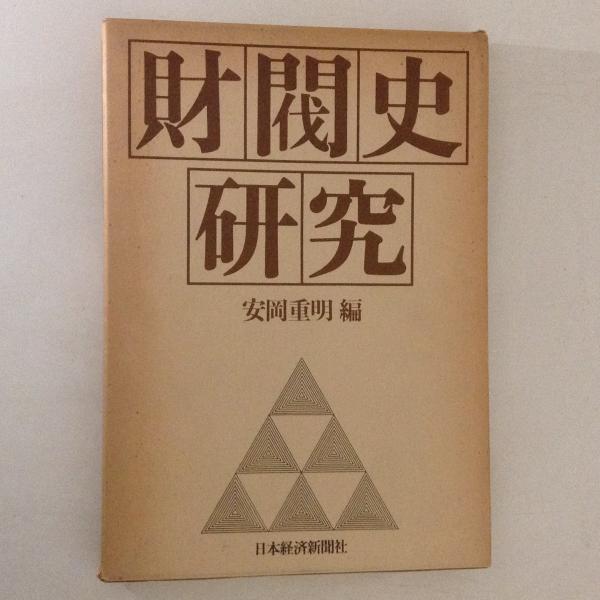 財閥史
研究
安岡重明 編
日本経済新聞社